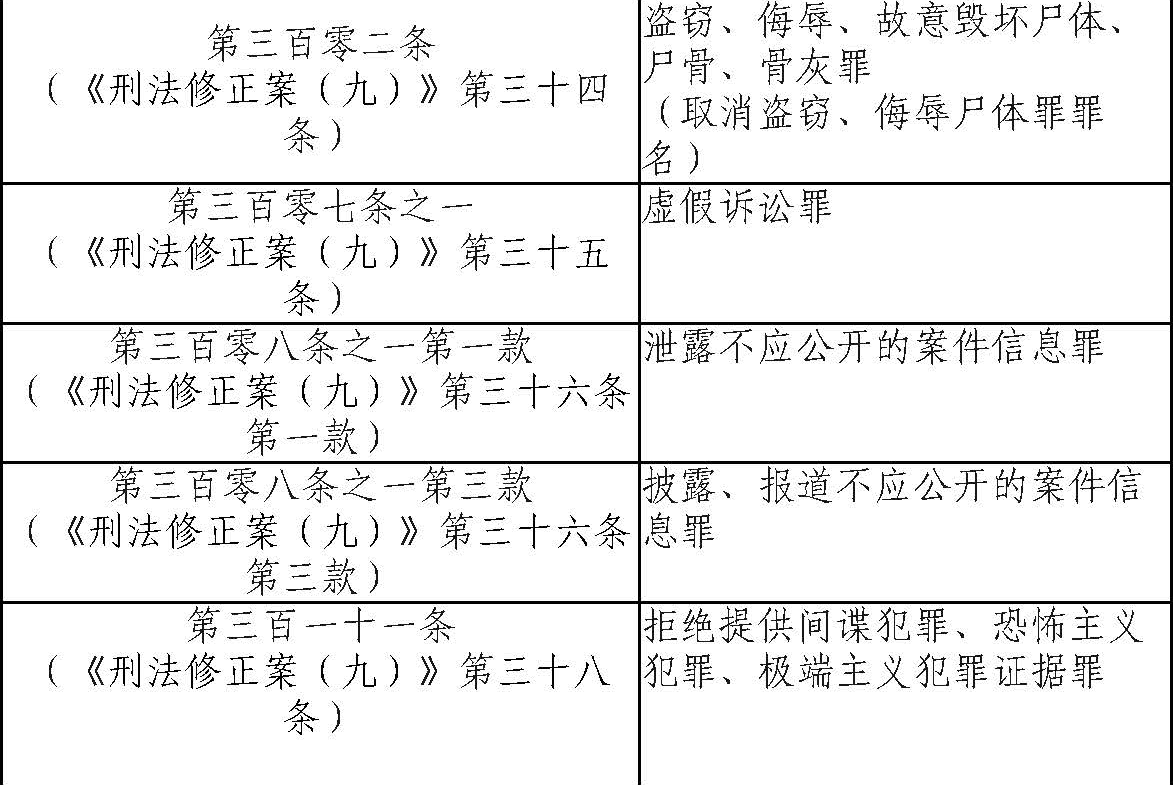 第三百零二条
（《刑法修正案（九）》第三十四
条）
盗窃、侮辱、故意毁坏尸体、
尸骨、骨灰罪
（取消盗窃、侮辱尸体罪罪
名）
第三百零七条之一
（《刑法修正案（九）》第三十五
条）
虚假诉讼罪
第三百零八条之一第一款
（《刑法修正案（九）》第三十六条
第一款）
泄露不应公开的案件信息罪
第三百零八条之一第三款
（《刑法修正案（九）》第三十六条
第三款）
披露、报道不应公开的案件信
息罪
第三百一十一条
（《刑法修正案（九）》第三十八
条）
拒绝提供间谍犯罪、恐怖主义
犯罪、极端主义犯罪证据罪